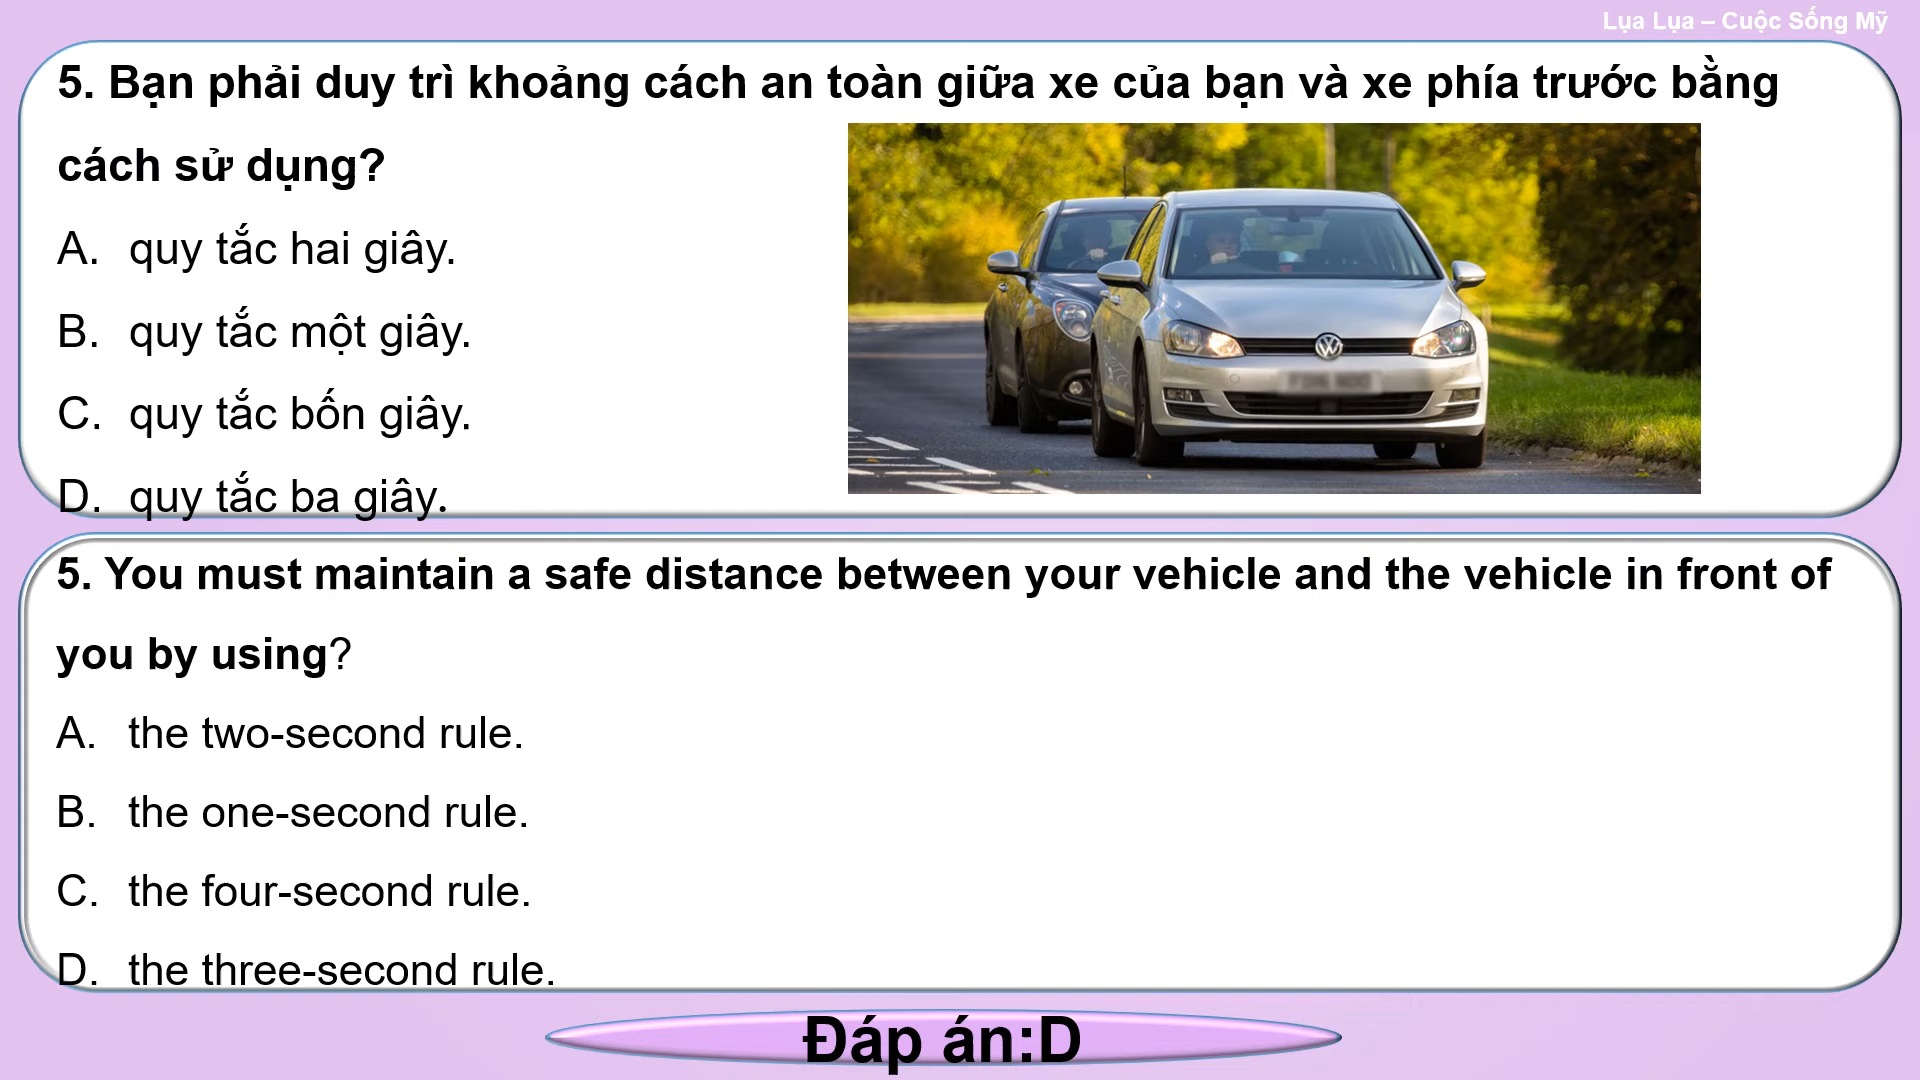 Lụa Lụa – Cuộc Sống Mỹ
5. Bạn phải duy trì khoảng cách an toàn giữa xe của bạn và xe phía trước bằng
cách sử dụng?
A. quy tắc hai giây.
B. quy tắc một giây.
C. quy tắc bốn giây.
D. quy tắc ba giây.
5. You must maintain a safe distance between your vehicle and the vehicle in front of
you by using?
A. the two-second rule.
B. the one-second rule.
C. the four-second rule.
D. the three-second rule.
Đáp án:D